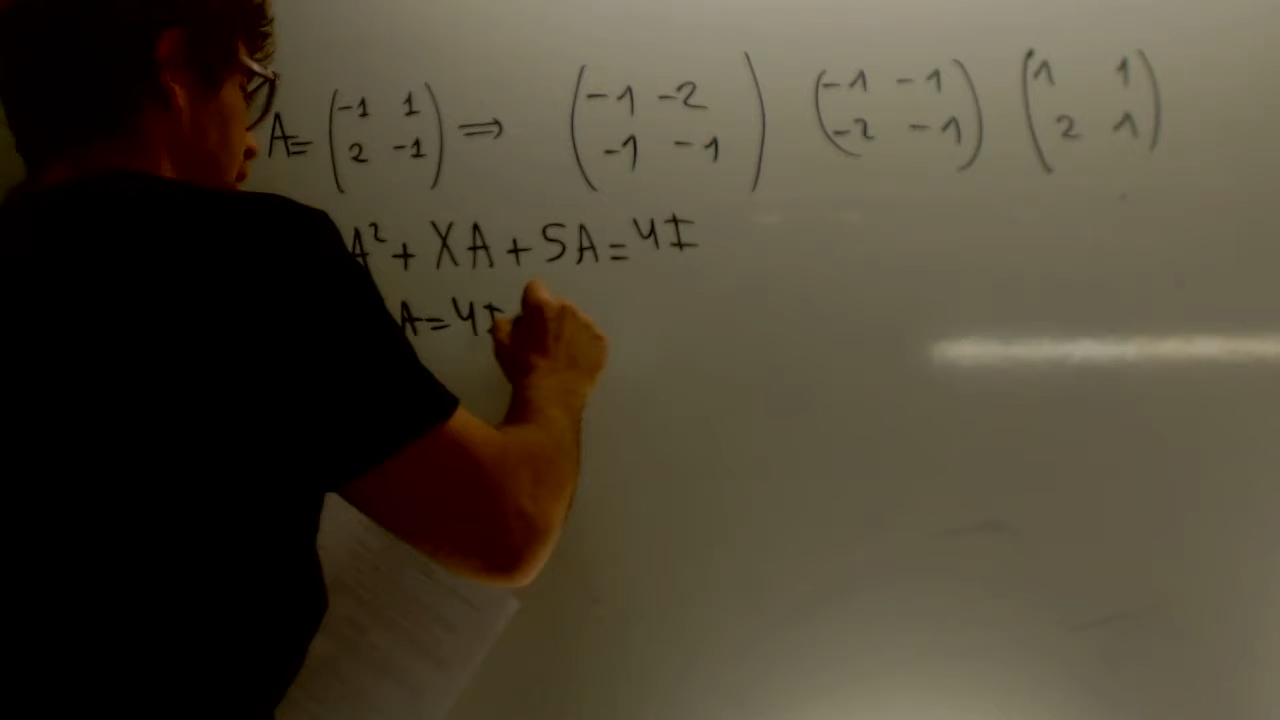 A = ( -1 1 ) ⇒ ( -1 -2 ) ( -1 -1 ) ( 1 1 )
( 2 -1 ) ( -1 -1 ) ( -2 -1 ) ( 2 1 )
A² + XA + 5A = 4I
A = 4I